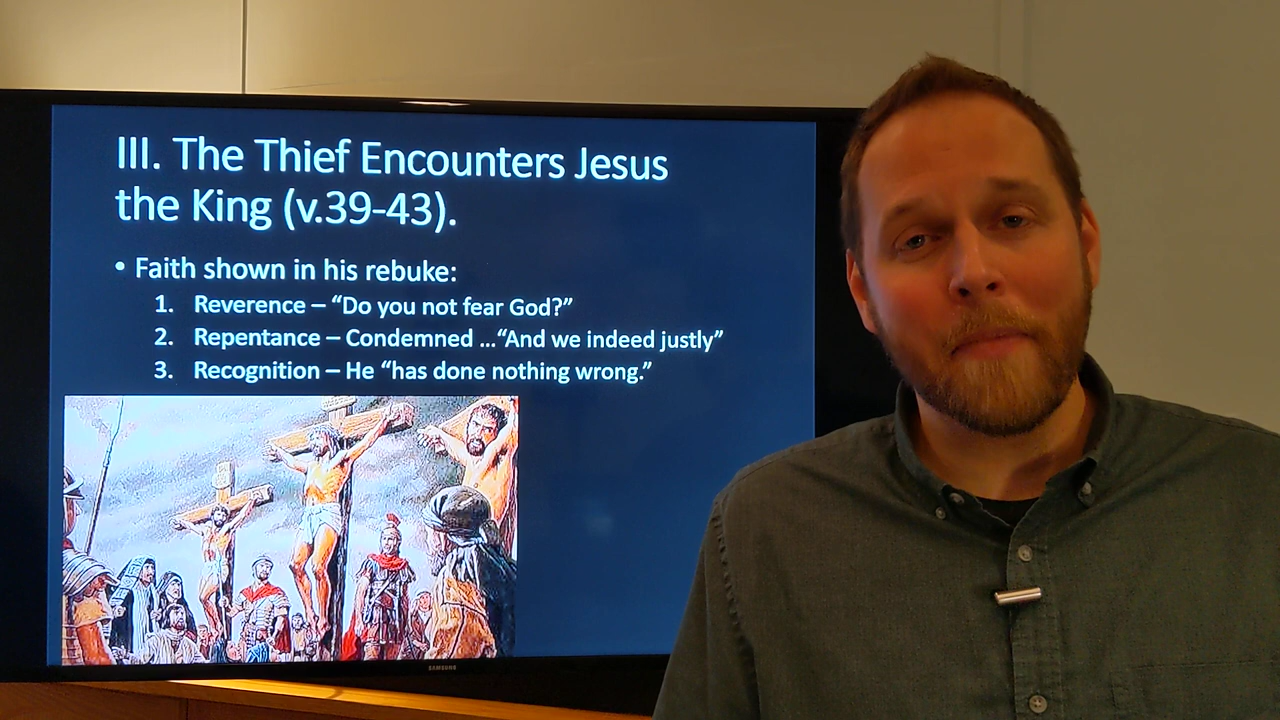 III. The Thief Encounters Jesus
the King (v.39-43).
• Faith shown in his rebuke:
1. Reverence – “Do you not fear God?”
2. Repentance – Condemned ...“And we indeed justly”
3. Recognition – He “has done nothing wrong.”
SAMSUNG